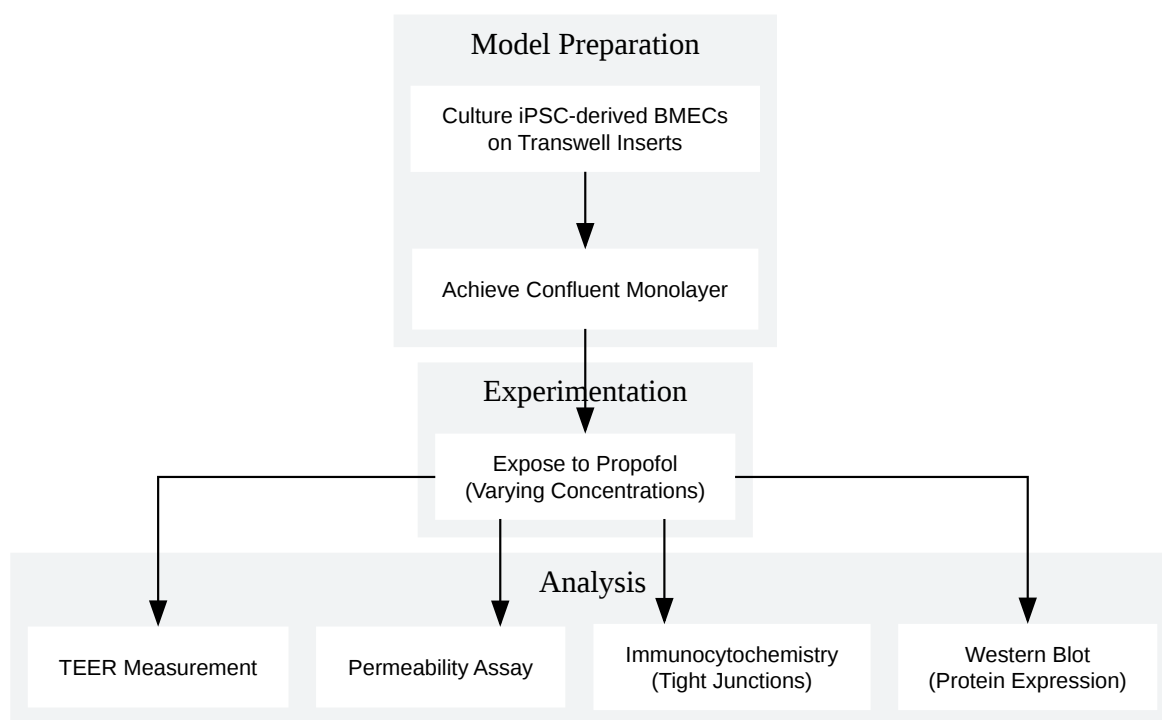 Model Preparation
Culture iPSC-derived BMECs
on Transwell Inserts
Achieve Confluent Monolayer
Experimentation
Expose to Propofol
(Varying Concentrations)
Analysis
TEER Measurement
Permeability Assay
Immunocytochemistry
(Tight Junctions)
Western Blot
(Protein Expression)